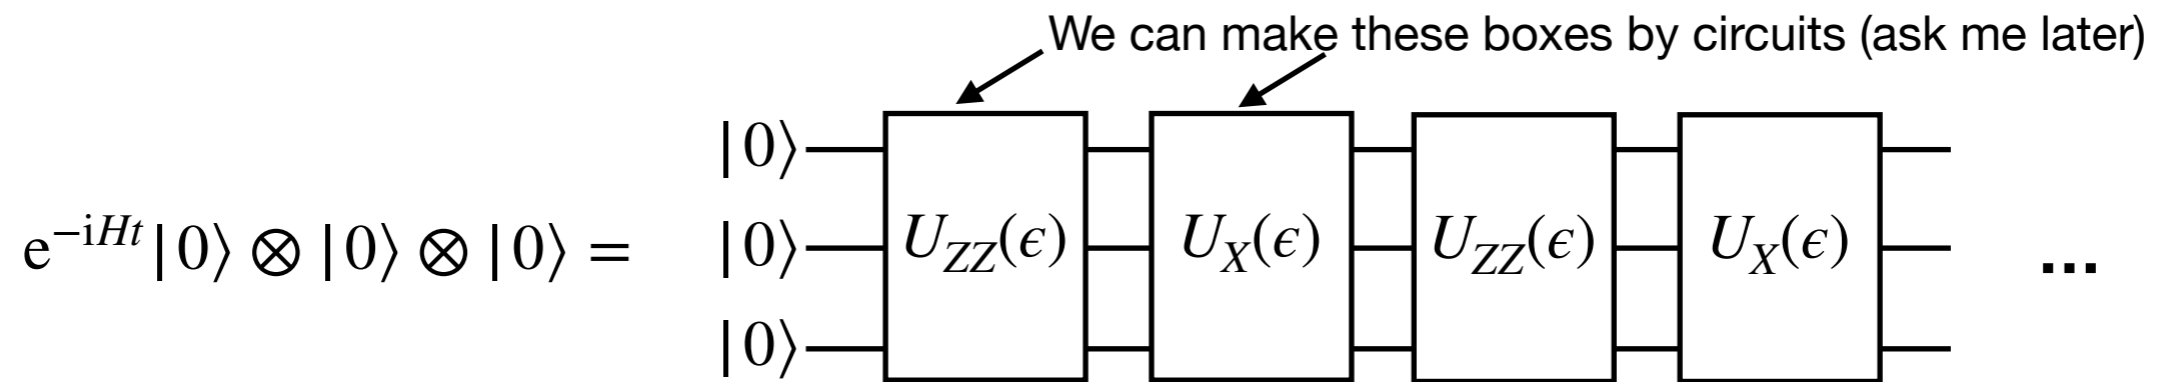 We can make these boxes by circuits (ask me later)
|0⟩
e⁻ⁱᴴᵗ|0⟩ ⊗ |0⟩ ⊗ |0⟩ = |0⟩ U_{ZZ}(ϵ) U_X(ϵ) U_{ZZ}(ϵ) U_X(ϵ) ...
|0⟩